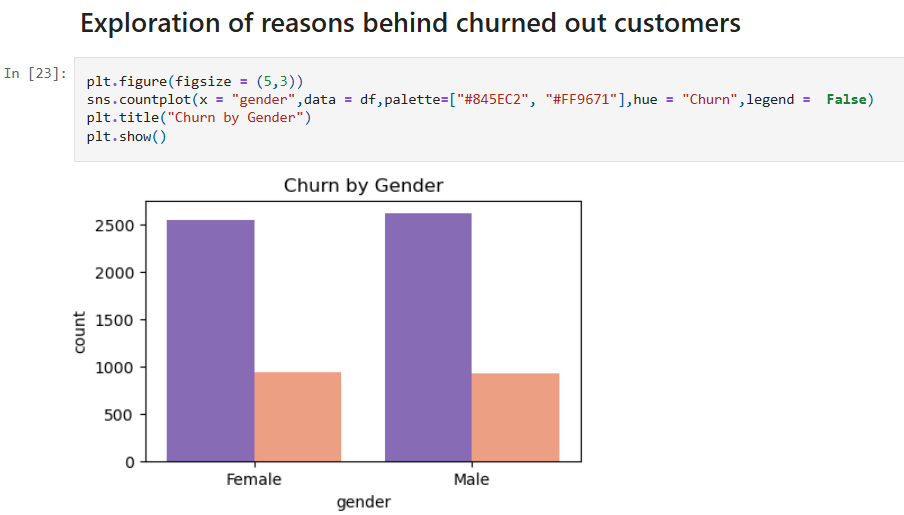 Exploration of reasons behind churned out customers
In [23]:
plt.figure(figsize = (5,3))
sns.countplot(x = "gender",data = df,palette=["#845EC2", "#FF9671"],hue = "Churn",legend =  False)
plt.title("Churn by Gender")
plt.show()
Churn by Gender
2500
2000
1500
1000
500
0
count
Female Male
gender